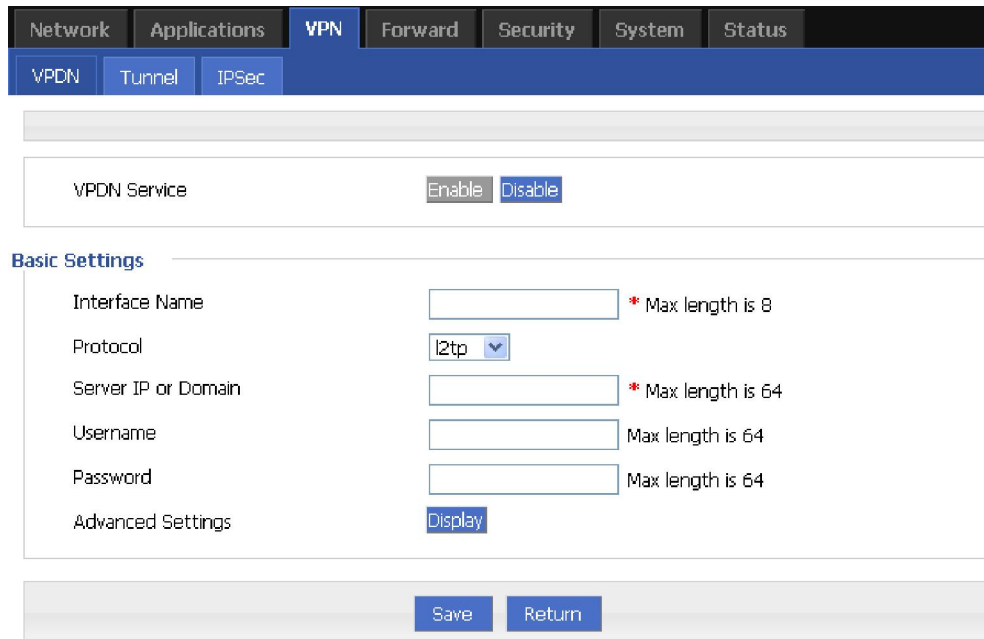 Network Applications VPN Forward Security System Status
VPDN Tunnel IPSec
VPDN Service Enable Disable
Basic Settings
Interface Name * Max length is 8
Protocol l2tp
Server IP or Domain * Max length is 64
Username Max length is 64
Password Max length is 64
Advanced Settings Display
Save Return